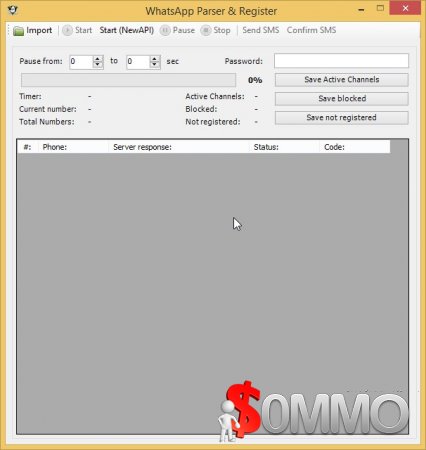 WhatsApp Parser & Register
Import Start Start (NewAPI) Pause Stop Send SMS Confirm SMS
Pause from: 0 to 0 sec Password:
0% Save Active Channels
Timer: - Active Channels: - Save blocked
Current number: - Blocked: -
Total Numbers: - Not registered: - Save not registered
#: Phone: Server response: Status: Code:
$OMMO